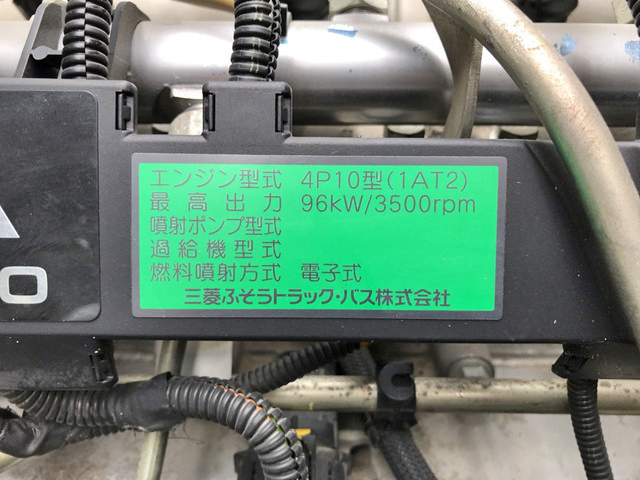 エンジン型式 4P10型(1AT2)
最高出力 96kW/3500rpm
噴射ポンプ型式
過給機型式
燃料噴射方式 電子式
三菱ふそうトラック・バス株式会社
O